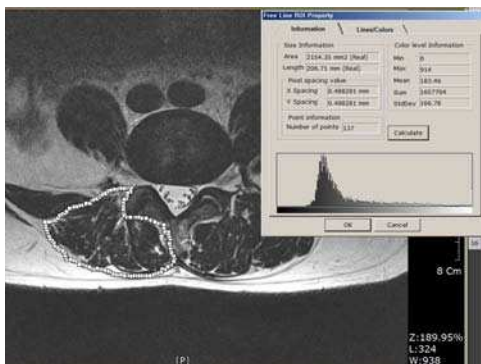 Free Line ROI Property
Information
Lines/Colors
Size Information
Area 2154.21 mm2 (Real)
Length 206.71 mm (Real)
Pixel spacing value
X Spacing 0.488281 mm
Y Spacing 0.488281 mm
Point information
Number of points 137
Color level information
Min 0
Max 914
Mean 183.46
Sum 1657704
StdDev 106.78
Calculate
OK
Cancel
8 Cm
Z:189.95%
L:324
W:938
(P)